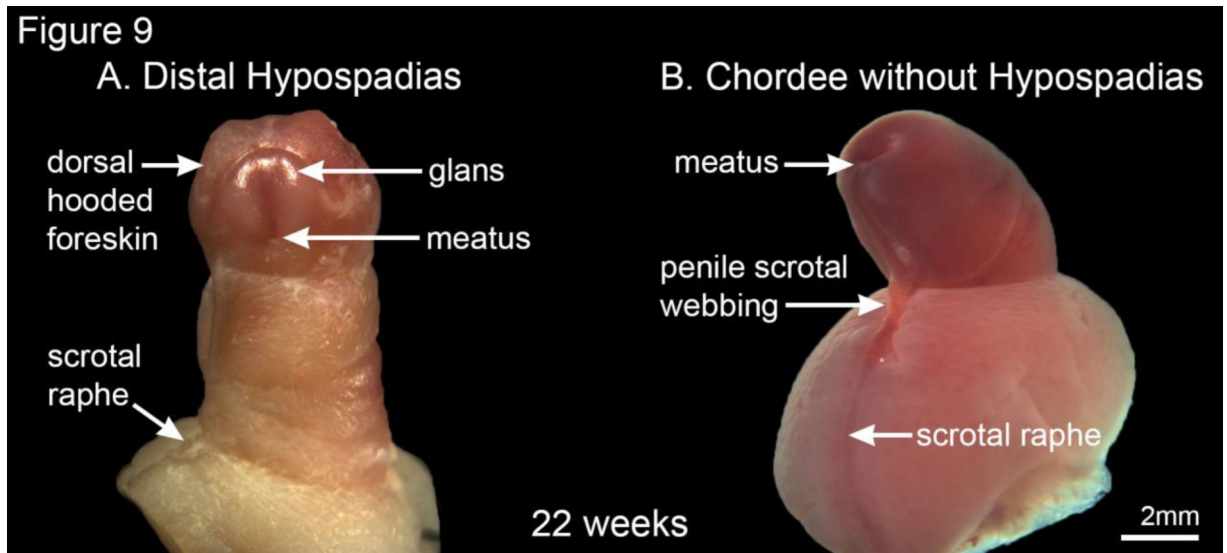 Figure 9
A. Distal Hypospadias
dorsal
hooded
foreskin
glans
meatus
scrotal
raphe
B. Chordee without Hypospadias
meatus
penile scrotal
webbing
scrotal raphe
22 weeks
2mm